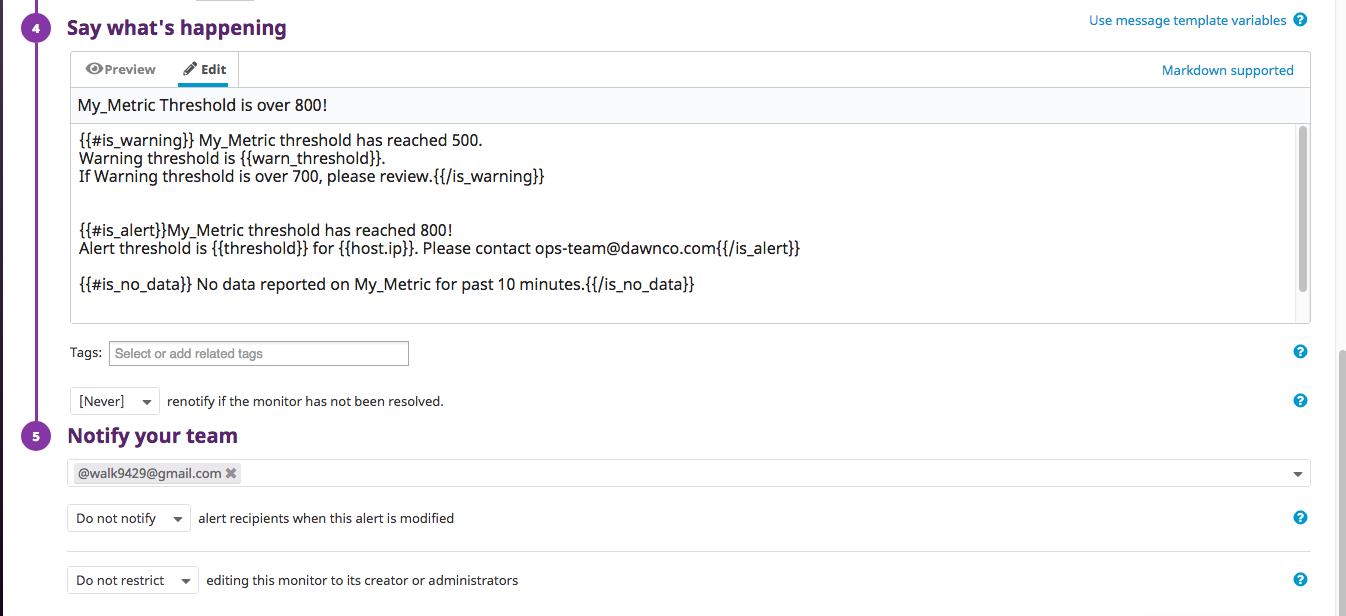 4 Say what's happening
Use message template variables ?
Preview Edit
Markdown supported
My_Metric Threshold is over 800!
{{#is_warning}} My_Metric threshold has reached 500.
Warning threshold is {{warn_threshold}}.
If Warning threshold is over 700, please review.{{/is_warning}}
{{#is_alert}}My_Metric threshold has reached 800!
Alert threshold is {{threshold}} for {{host.ip}}. Please contact ops-team@dawnco.com{{/is_alert}}
{{#is_no_data}} No data reported on My_Metric for past 10 minutes.{{/is_no_data}}
Tags: Select or add related tags ?
[Never] renotify if the monitor has not been resolved. ?
5 Notify your team
@walk9429@gmail.com ✖
Do not notify alert recipients when this alert is modified ?
Do not restrict editing this monitor to its creator or administrators ?